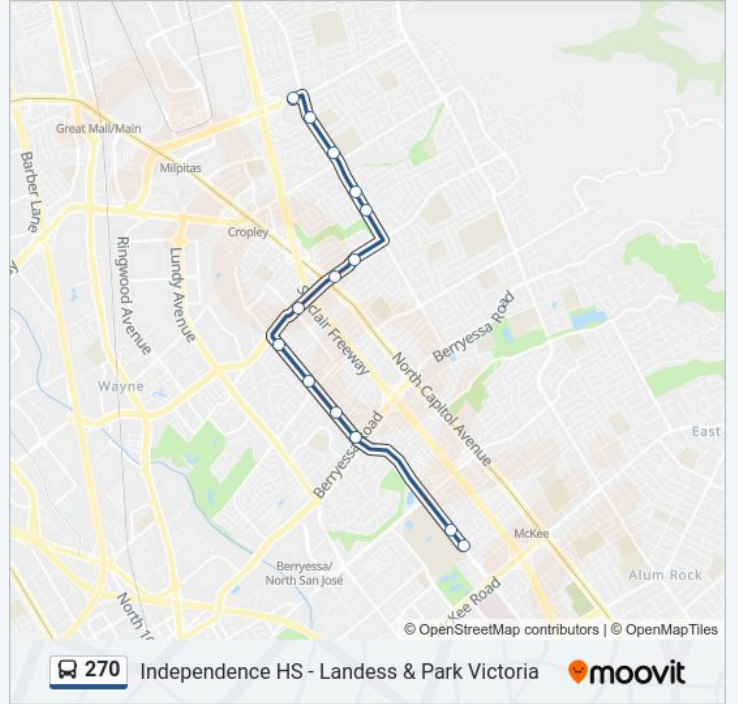 Great Mall/Main
Milpitas
Barber Lane
Cropley
Ringwood Avenue
Lundy Avenue
Sinclair Freeway
Berryessa Road
Wayne
North Capitol Avenue
Berryessa Road
East
McKee
Berryessa/
North San José
Alum Rock
North 10
McKee Road
© OpenStreetMap contributors | © OpenMapTiles
270 Independence HS - Landess & Park Victoria moovit